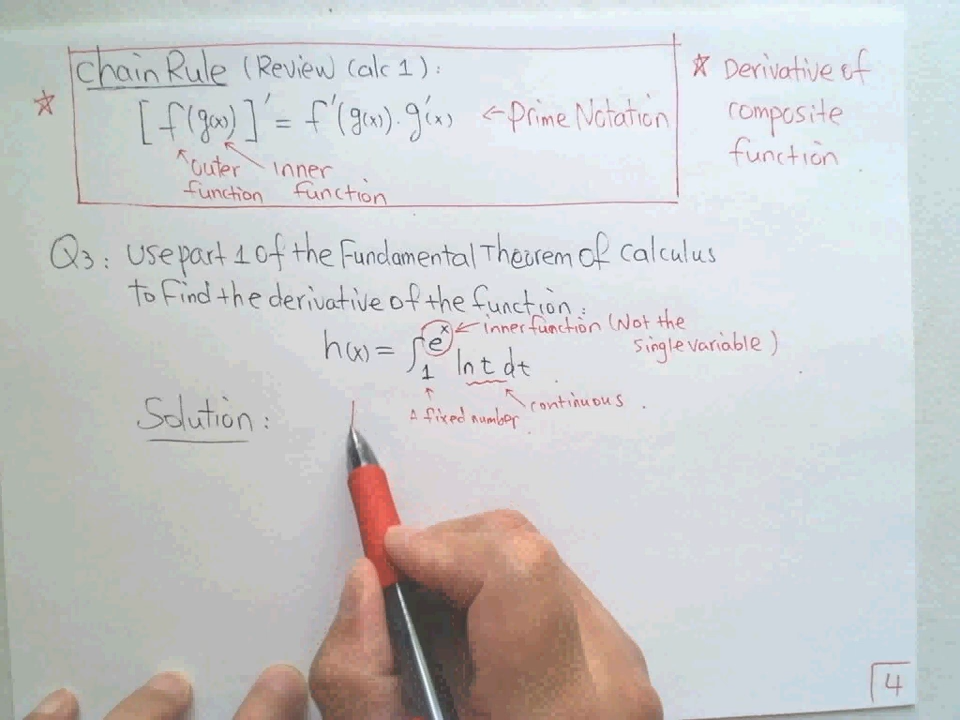 Chain Rule (Review Calc 1):
[f(g(x))]' = f'(g(x)).g'(x) ← Prime Notation
outer inner
function function
Derivative of
composite
function
Q3: Use part 1 of the Fundamental Theorem of Calculus
to find the derivative of the function:
h(x) = ∫₁^(eˣ) ln t dt
← inner function (Not the
single variable)
A fixed number
continuous
Solution:
4